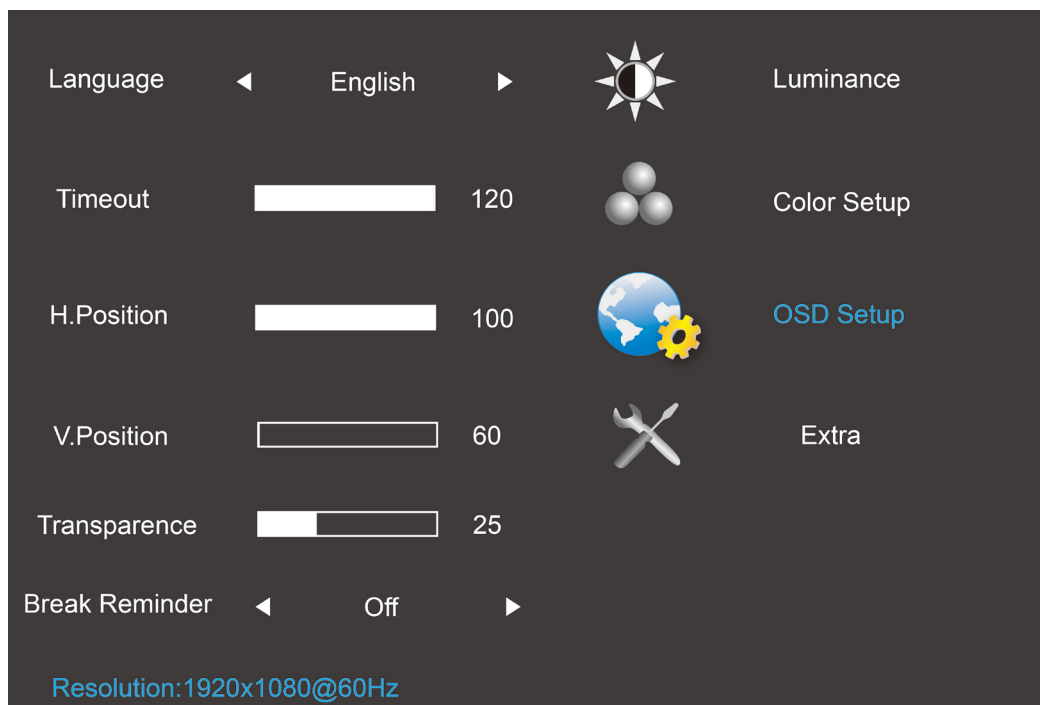 Language English Luminance
Timeout 120 Color Setup
H.Position 100 OSD Setup
V.Position 60 Extra
Transparence 25
Break Reminder Off
Resolution:1920x1080@60Hz